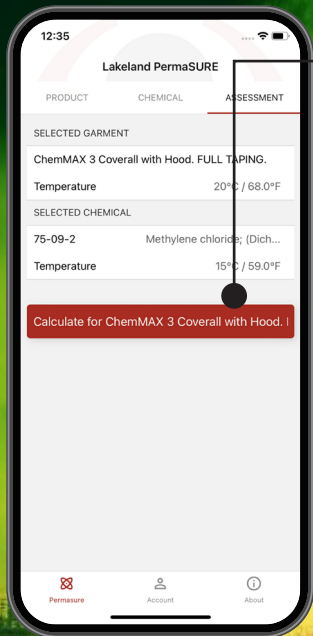 12:35
Lakeland PermaSURE
PRODUCT CHEMICAL ASSESSMENT
SELECTED GARMENT
ChemMAX 3 Coverall with Hood. FULL TAPING.
Temperature 20°C / 68.0°F
SELECTED CHEMICAL
75-09-2 Methylene chloride; (Dich...
Temperature 15°C / 59.0°F
Calculate for ChemMAX 3 Coverall with Hood.
Permasure Account About